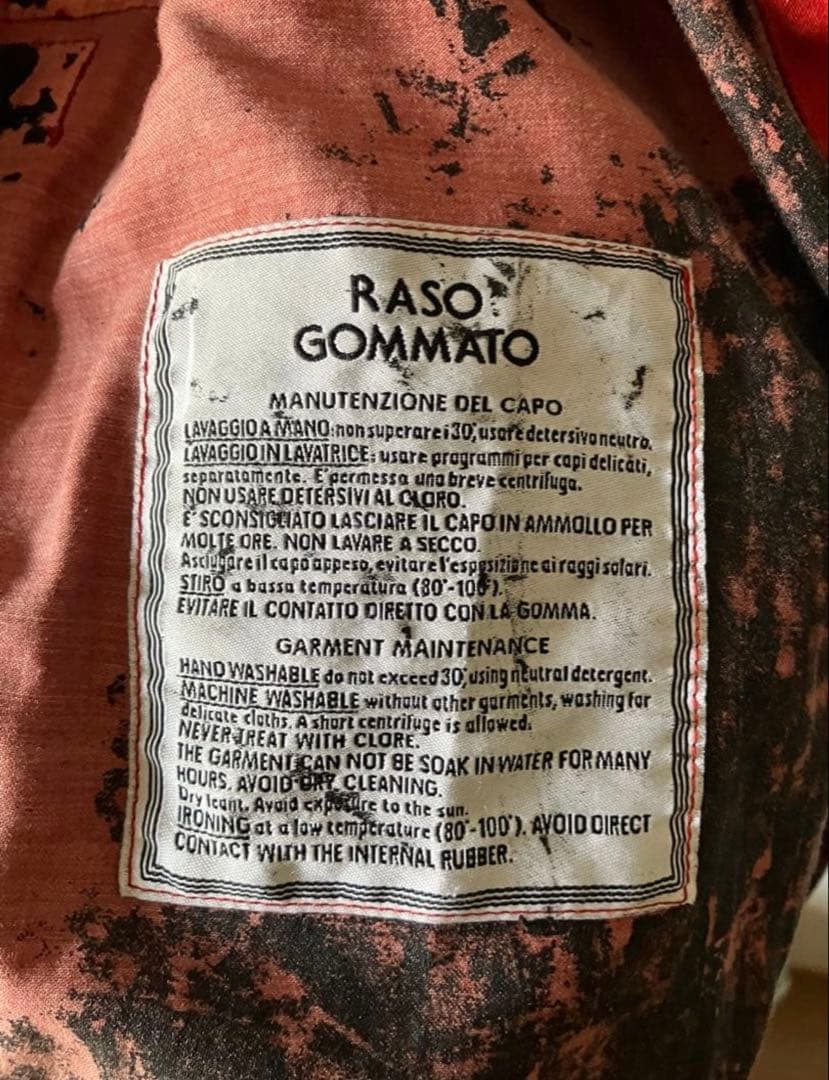 RASO
GOMMATO
MANUTENZIONE DEL CAPO
LAVAGGIO A MANO: non superare i 30°, usare detersivo neutro.
LAVAGGIO IN LAVATRICE: usare programmi per capi delicati,
separatamente. E' permessa una breve centrifuga.
NON USARE DETERSIVI AL CLORO.
E' SCONSIGLIATO LASCIARE IL CAPO IN AMMOLLO PER
MOLTE ORE. NON LAVARE A SECCO.
Asciugare il capo appeso, evitare l'esposizione ai raggi solari.
STIRO a bassa temperatura (80°-100°).
EVITARE IL CONTATTO DIRETTO CON LA GOMMA.
GARMENT MAINTENANCE
HAND WASHABLE do not exceed 30°, using neutral detergent.
MACHINE WASHABLE without other garments, washing for
delicate cloths. A short centrifuge is allowed.
NEVER TREAT WITH CLORE.
THE GARMENT CAN NOT BE SOAK IN WATER FOR MANY
HOURS. AVOID DRY CLEANING.
Dry leant. Avoid exposure to the sun.
IRONING at a low temperature (80°-100°). AVOID DIRECT
CONTACT WITH THE INTERNAL RUBBER.